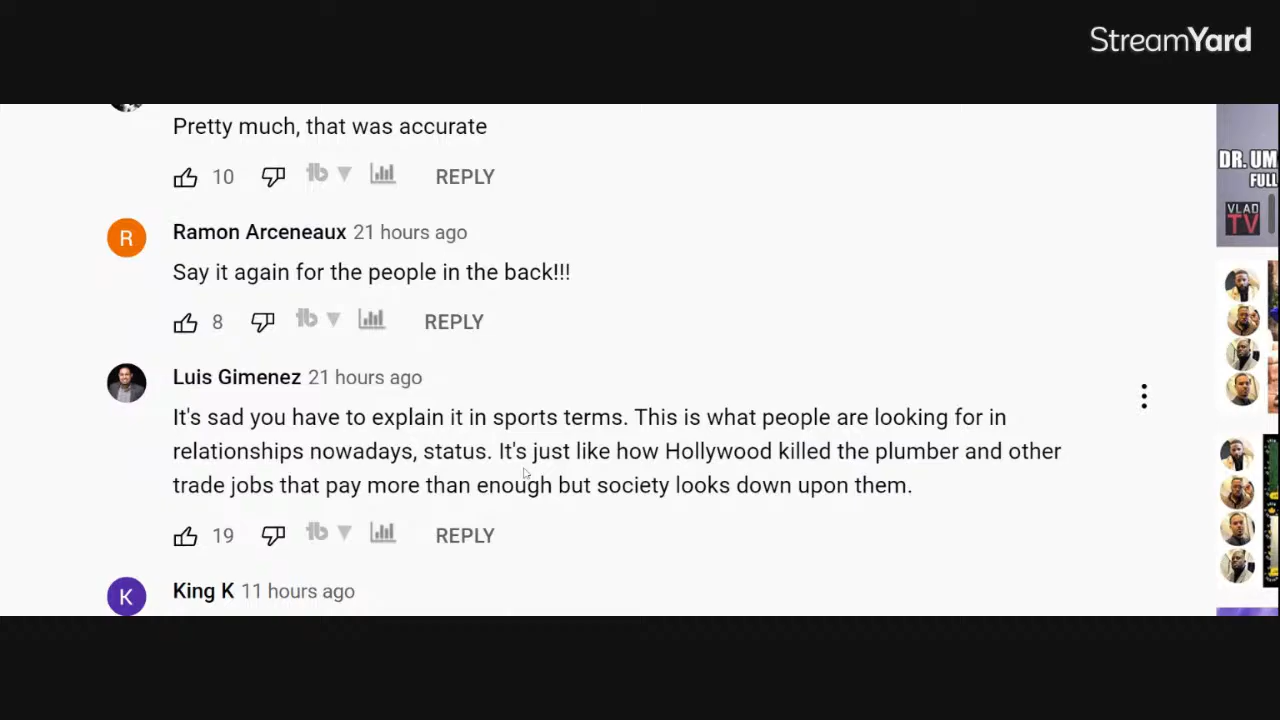 StreamYard
Pretty much, that was accurate
10 REPLY
Ramon Arceneaux 21 hours ago
Say it again for the people in the back!!!
8 REPLY
Luis Gimenez 21 hours ago
It's sad you have to explain it in sports terms. This is what people are looking for in
relationships nowadays, status. It's just like how Hollywood killed the plumber and other
trade jobs that pay more than enough but society looks down upon them.
19 REPLY
King K 11 hours ago
R
K
DR. UM
FULL
VLAD
TV